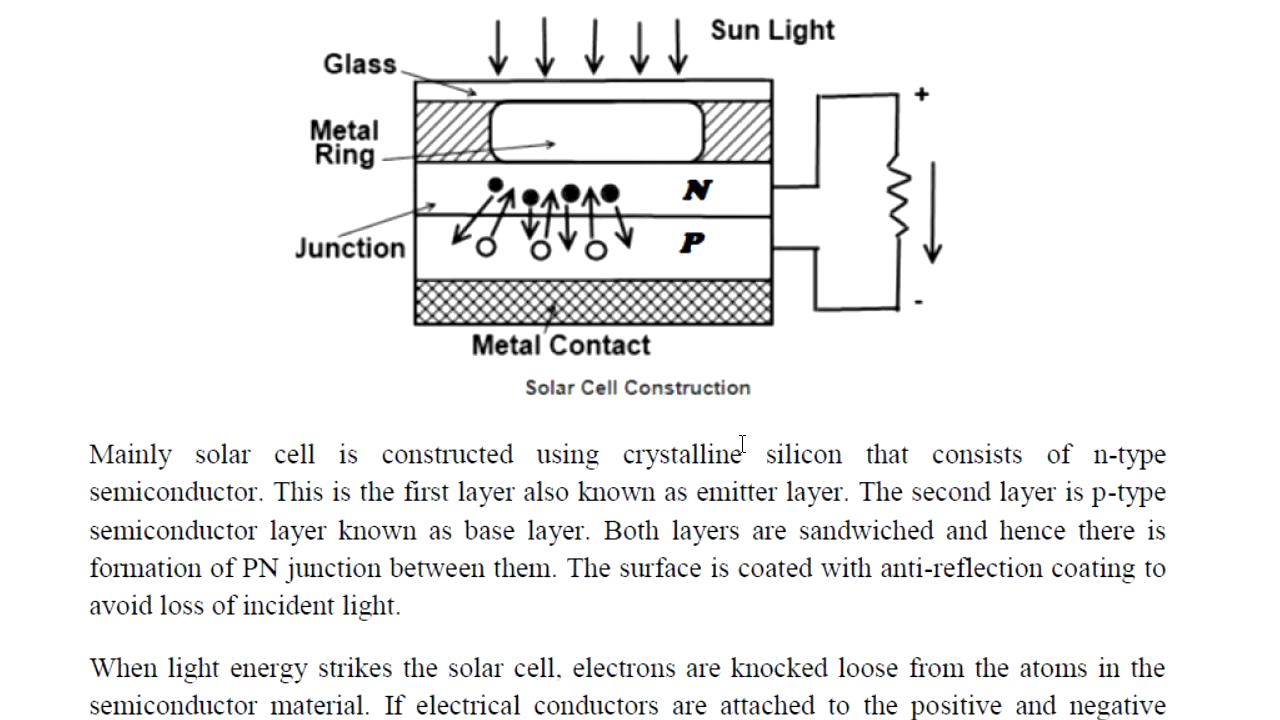 Sun Light
Glass
+
Metal
Ring
N
Junction
P
-
Metal Contact
Solar Cell Construction
Mainly solar cell is constructed using crystalline silicon that consists of n-type
semiconductor. This is the first layer also known as emitter layer. The second layer is p-type
semiconductor layer known as base layer. Both layers are sandwiched and hence there is
formation of PN junction between them. The surface is coated with anti-reflection coating to
avoid loss of incident light.
When light energy strikes the solar cell, electrons are knocked loose from the atoms in the
semiconductor material. If electrical conductors are attached to the positive and negative